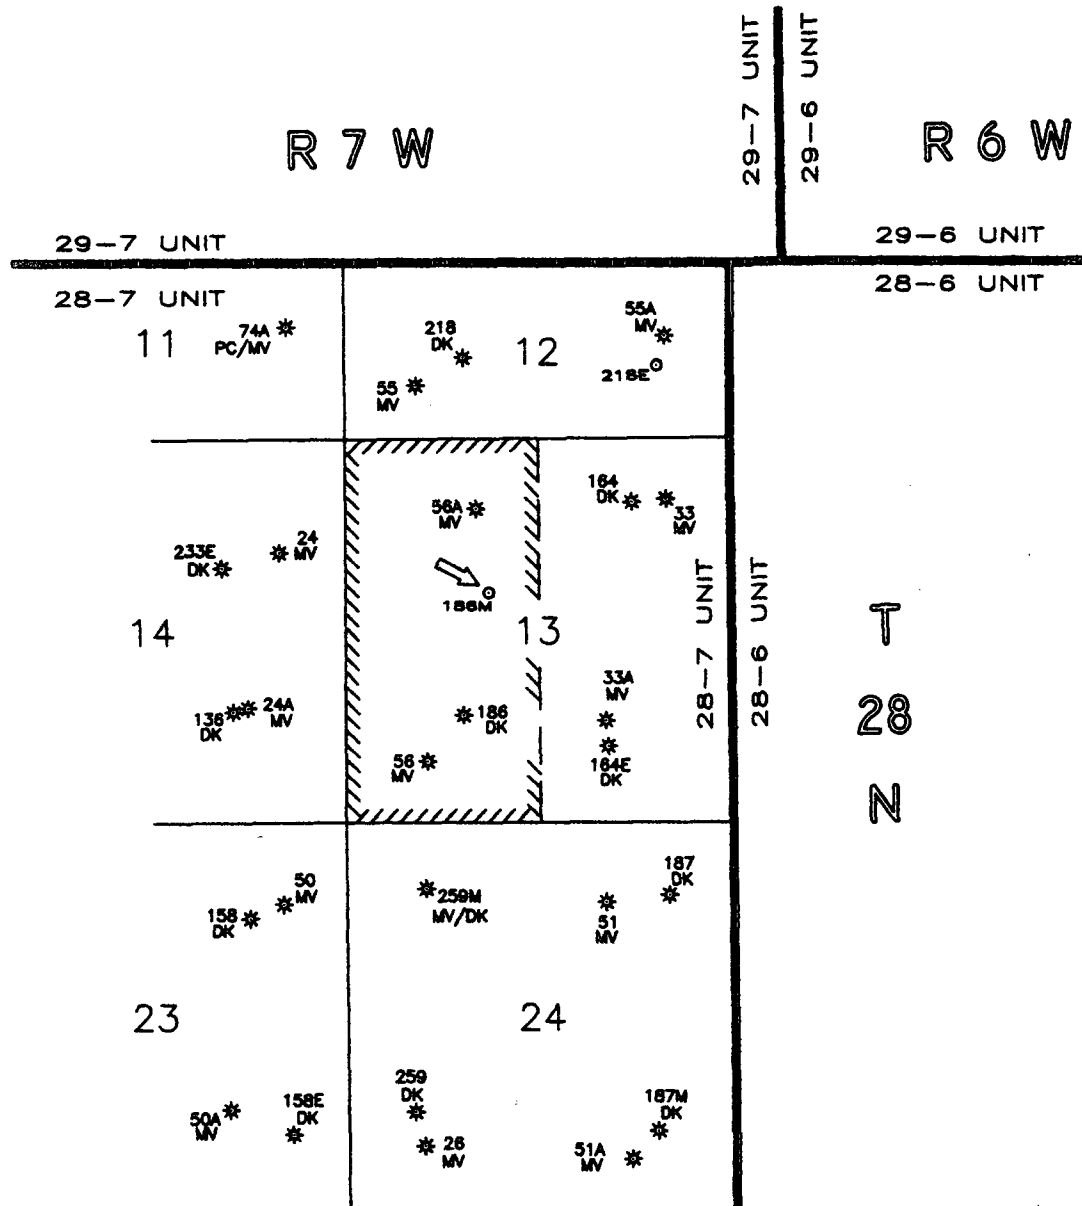 29-7 UNIT
29-6 UNIT
R 7 W
R 6 W
29-7 UNIT
29-6 UNIT
28-7 UNIT
28-6 UNIT
11
74A
PC/MV
218
DK
55
MV
12
55A
MV
218E
56A
MV
164
DK
33
MV
233E
DK
24
MV
186M
14
13
28-7 UNIT
28-6 UNIT
T
28
N
136
DK
24A
MV
186
DK
56
MV
33A
MV
164E
DK
50
MV
158
DK
259M
MV/DK
51
MV
187
DK
23
24
50A
MV
158E
DK
259
DK
26
MV
51A
MV
187M
DK